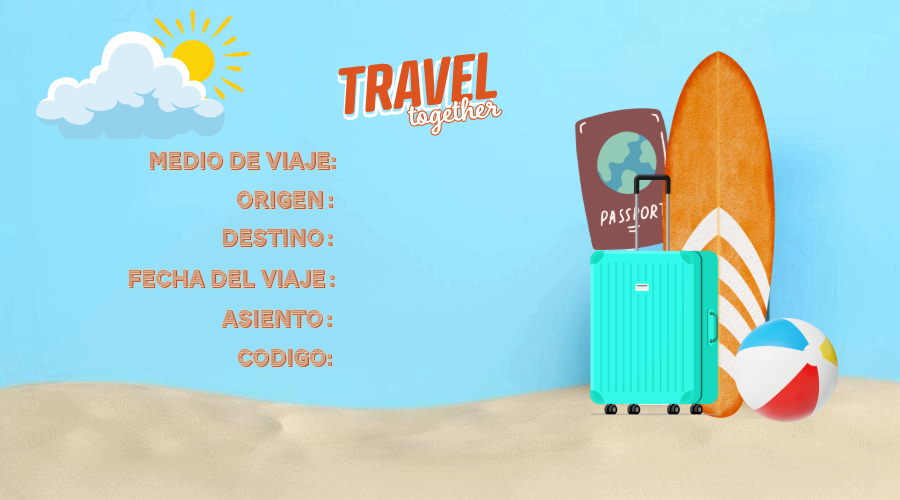 TRAVEL
together
MEDIO DE VIAJE:
ORIGEN:
DESTINO:
FECHA DEL VIAJE:
ASIENTO:
CODIGO:
PASSPORT